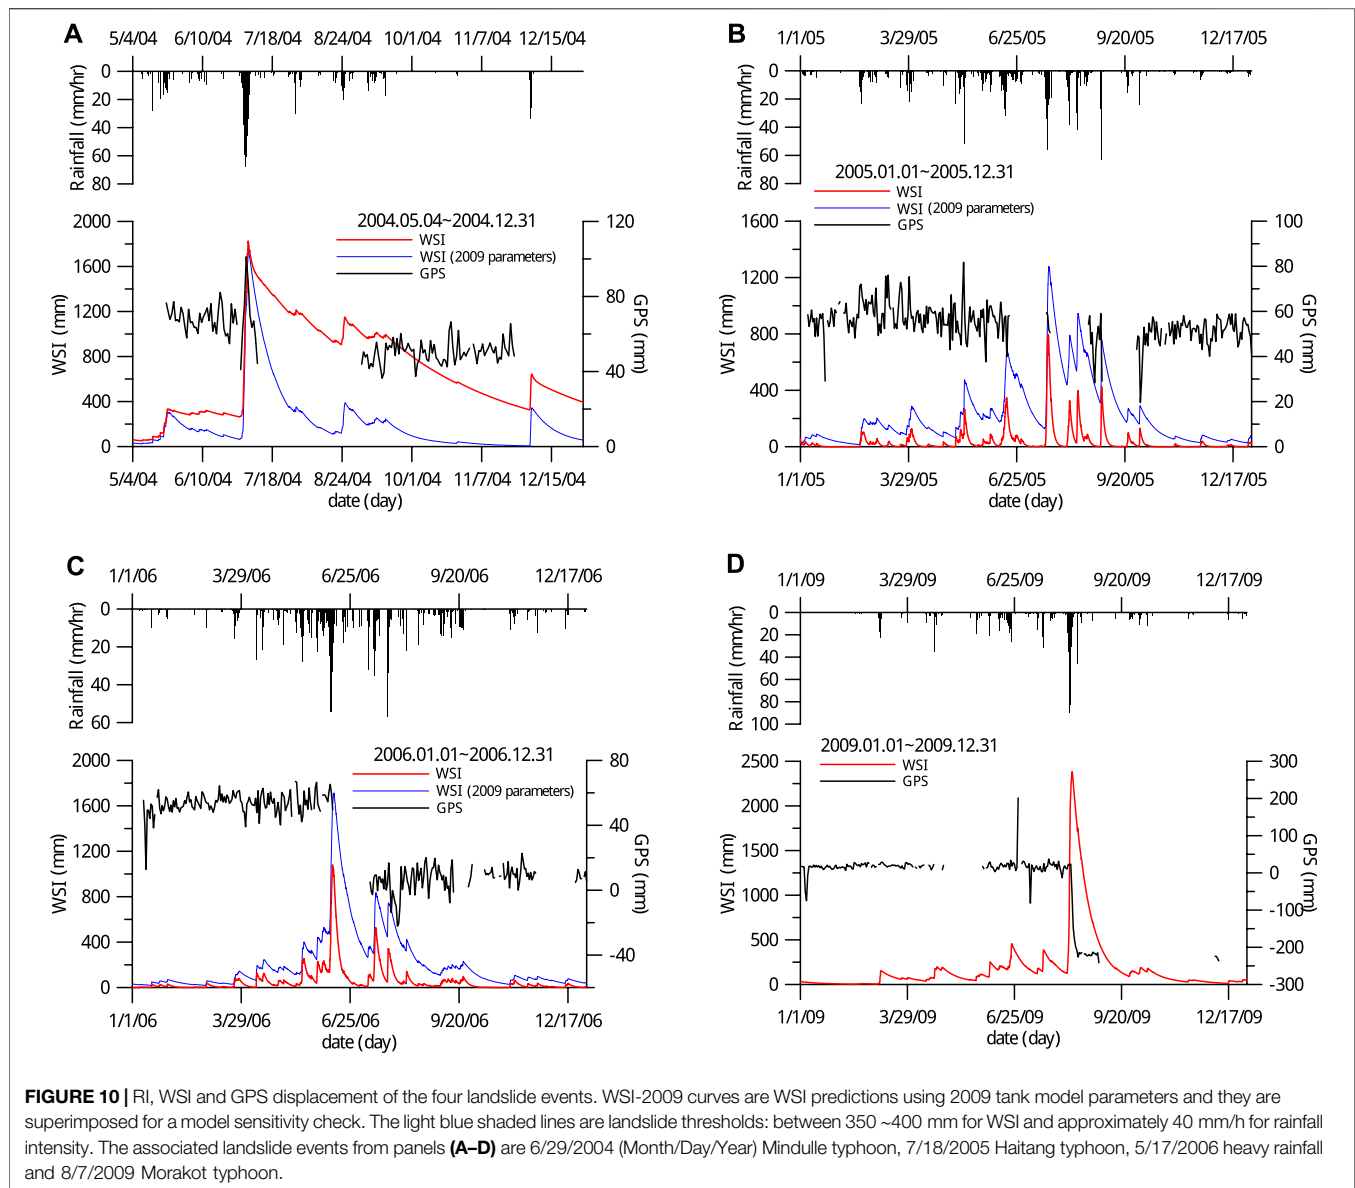 A
5/4/04 6/10/04 7/18/04 8/24/04 10/1/04 11/7/04 12/15/04
0
20
40
60
80
Rainfall (mm/hr)
2004.05.04~2004.12.31
WSI
WSI (2009 parameters)
GPS
2000
1600
1200
800
400
0
WSI (mm)
120
80
40
0
GPS (mm)
5/4/04 6/10/04 7/18/04 8/24/04 10/1/04 11/7/04 12/15/04
date (day)
B
1/1/05 3/29/05 6/25/05 9/20/05 12/17/05
0
20
40
60
80
Rainfall (mm/hr)
2005.01.01~2005.12.31
WSI
WSI (2009 parameters)
GPS
1600
1200
800
400
0
WSI (mm)
100
80
60
40
20
0
GPS (mm)
1/1/05 3/29/05 6/25/05 9/20/05 12/17/05
date (day)
C
1/1/06 3/29/06 6/25/06 9/20/06 12/17/06
0
20
40
60
Rainfall (mm/hr)
2006.01.01~2006.12.31
WSI
WSI (2009 parameters)
GPS
2000
1600
1200
800
400
0
WSI (mm)
80
40
0
-40
GPS (mm)
1/1/06 3/29/06 6/25/06 9/20/06 12/17/06
date (day)
D
1/1/09 3/29/09 6/25/09 9/20/09 12/17/09
0
20
40
60
80
100
Rainfall (mm/hr)
2009.01.01~2009.12.31
WSI
GPS
2500
2000
1500
1000
500
0
WSI (mm)
300
200
100
0
-100
-200
-300
GPS (mm)
1/1/09 3/29/09 6/25/09 9/20/09 12/17/09
date (day)
FIGURE 10 | RI, WSI and GPS displacement of the four landslide events. WSI-2009 curves are WSI predictions using 2009 tank model parameters and they are
superimposed for a model sensitivity check. The light blue shaded lines are landslide thresholds: between 350 ~400 mm for WSI and approximately 40 mm/h for rainfall
intensity. The associated landslide events from panels (A–D) are 6/29/2004 (Month/Day/Year) Mindulle typhoon, 7/18/2005 Haitang typhoon, 5/17/2006 heavy rainfall
and 8/7/2009 Morakot typhoon.